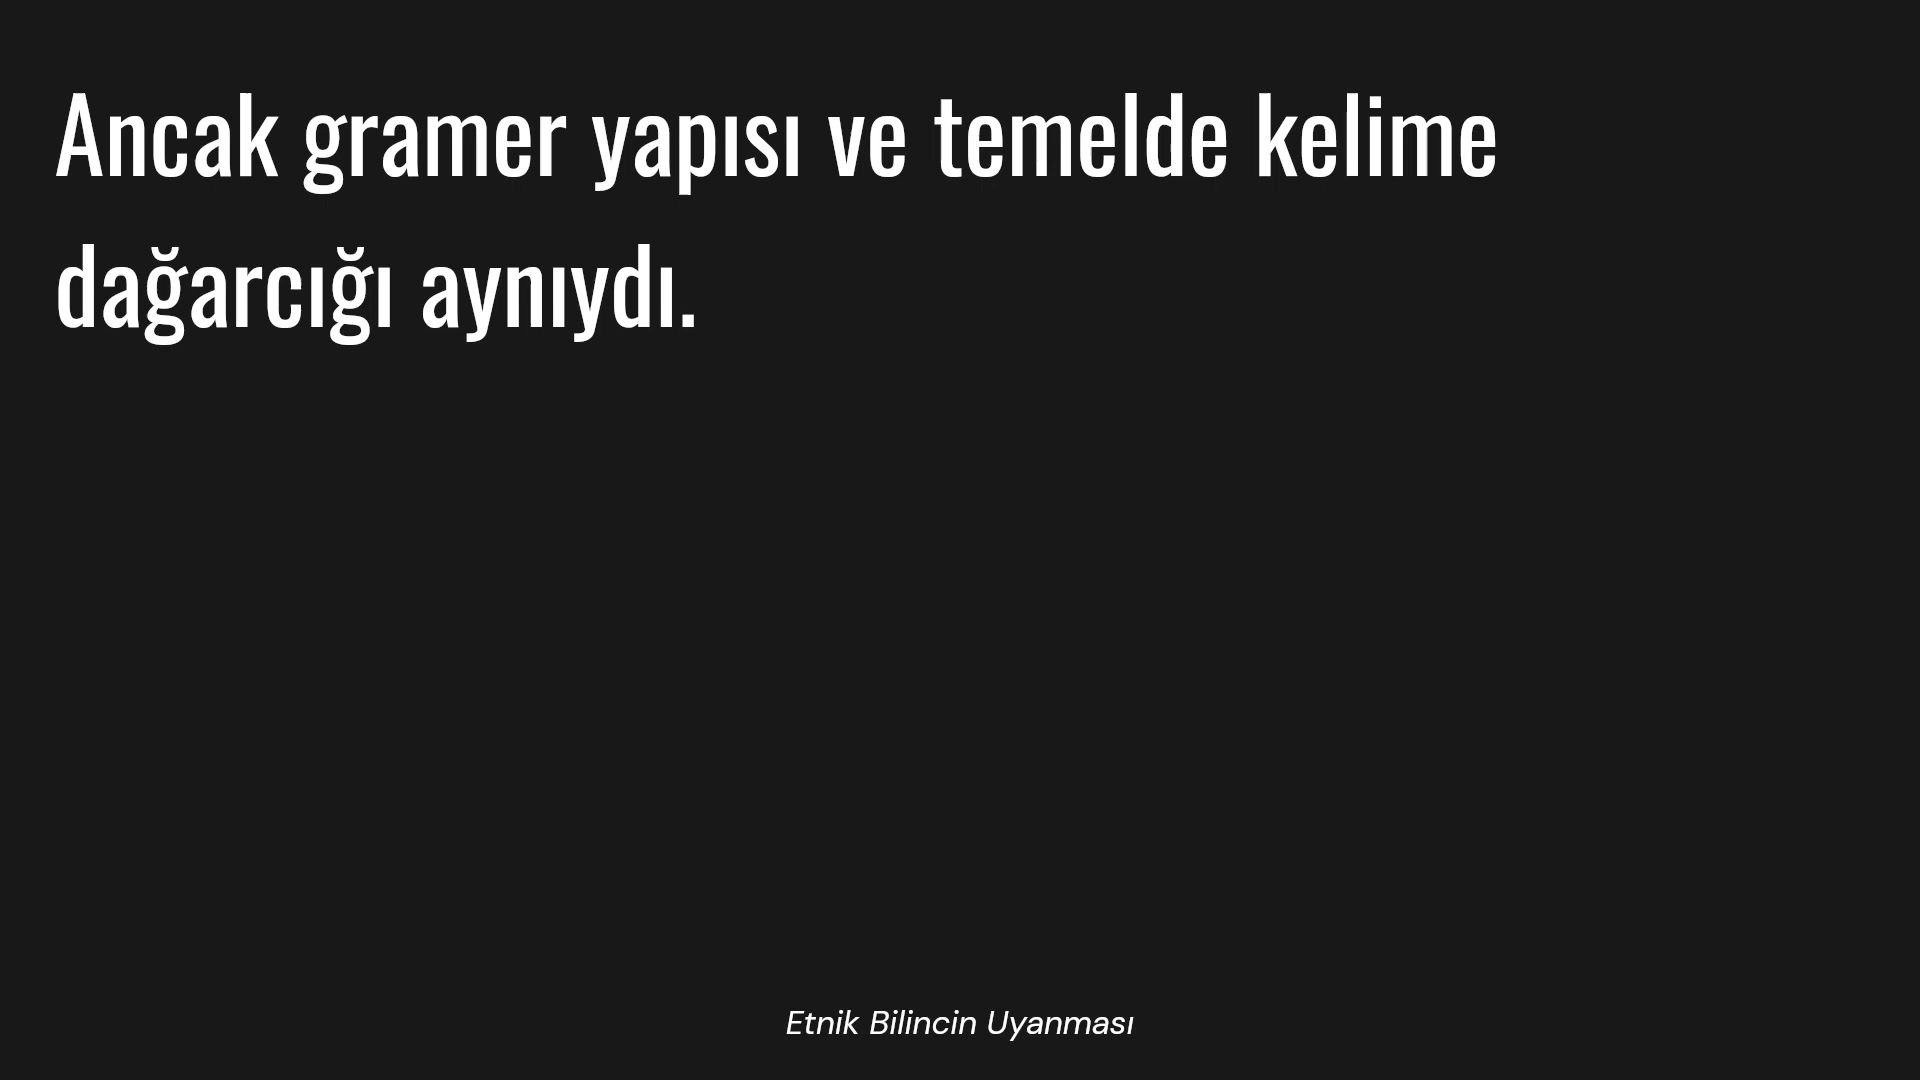 Ancak gramer yapısı ve temelde kelime
dağarcığı aynıydı.
Etnik Bilincin Uyanması